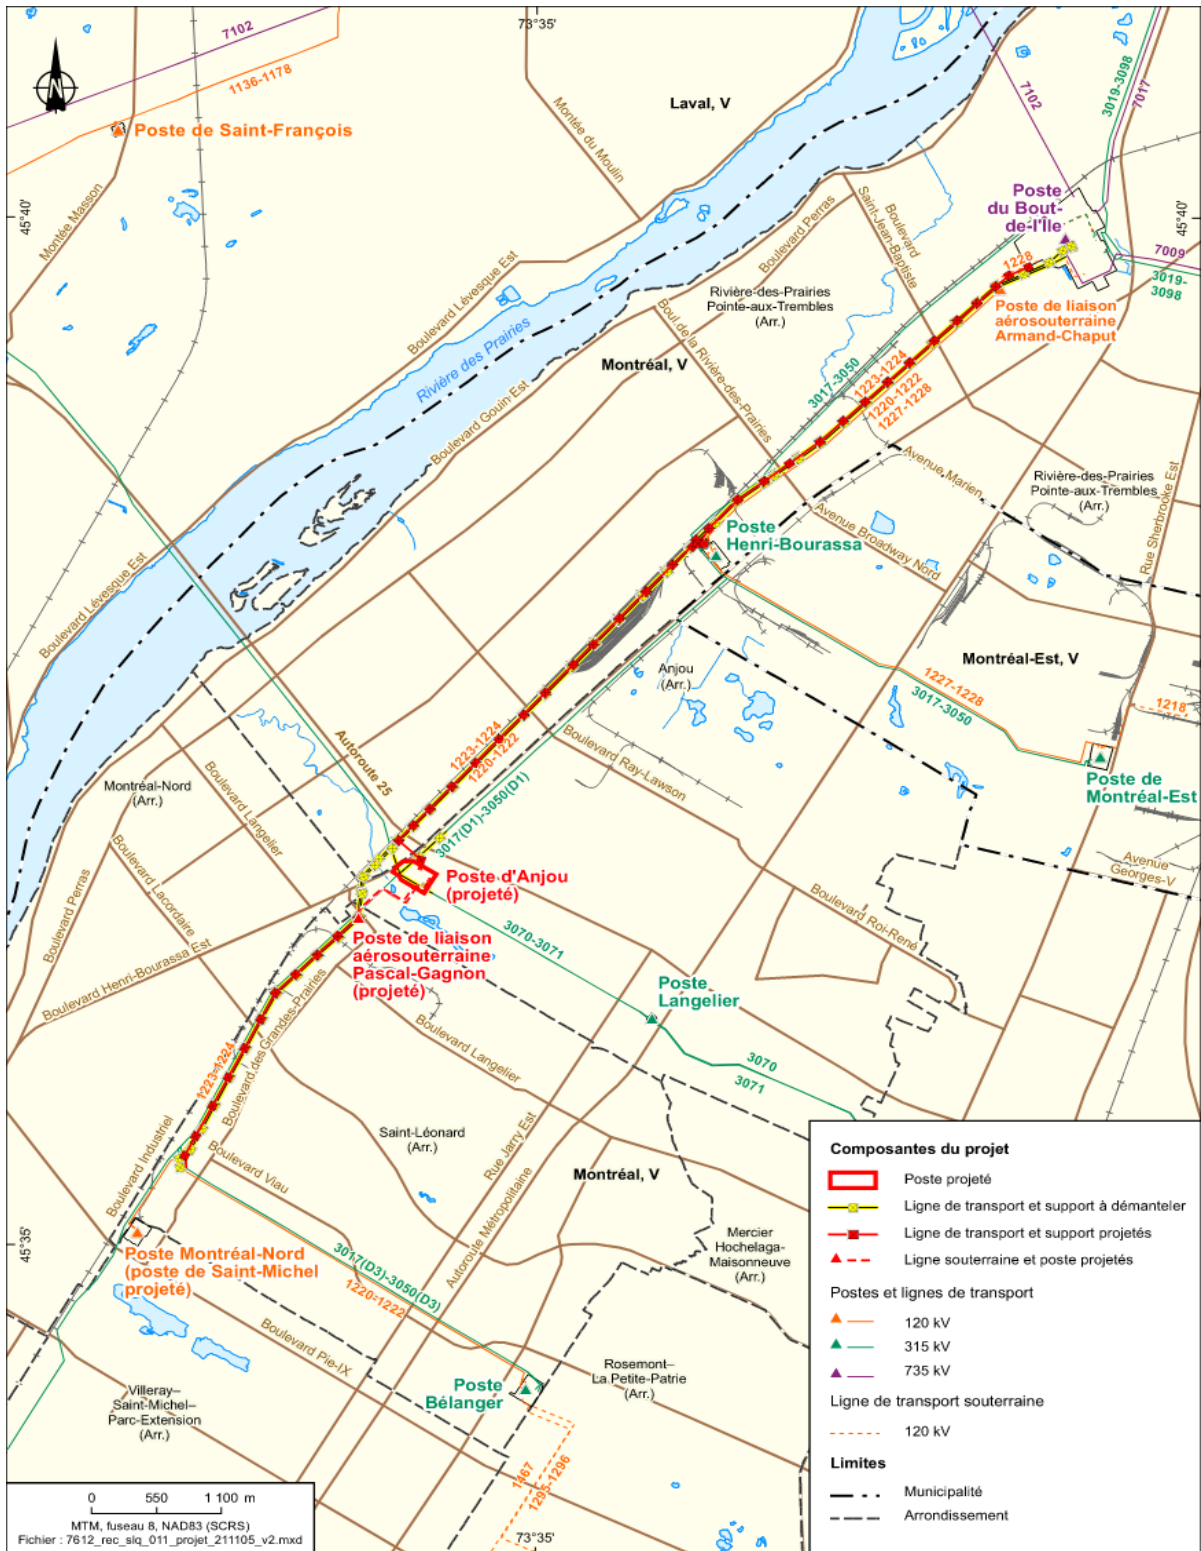 73°35'
7102
1136-1178
Poste de Saint-François
Montée Masson
45°40'
Laval, V
Montée du Moulin
7102
3019-3098
7017
Poste
du Bout-
de-l'Île
45°40'
7009
3019-
3098
1228
Poste de liaison
aérosouterraine
Armand-Chaput
Boulevard
Saint-Jean-Baptiste
Boulevard Perras
Rivière-des-Prairies
Pointe-aux-Trembles
(Arr.)
Boulevard Lévesque Est
Rivière des Prairies
Boulevard Gouin Est
Montréal, V
Boul.de la Rivière-des-Prairies
3017-3050
1223-1224
1220-1222
1227-1228
Avenue Marien
Rivière-des-Prairies
Pointe-aux-Trembles
(Arr.)
Rue Sherbrooke Est
Poste
Henri-Bourassa
Avenue Broadway Nord
Boulevard Lévesque Est
Anjou
(Arr.)
Montréal-Est, V
1227-1228
3017-3050
1218
Poste de
Montréal-Est
Autoroute 25
1223-1224
1220-1222
Boulevard Ray-Lawson
Montréal-Nord
(Arr.)
Boulevard Langelier
3017(D1)-3050(D1)
Boulevard Lacordaire
Boulevard Perras
Avenue
Georges-V
Poste d'Anjou
(projeté)
Boulevard Roi-René
Boulevard Henri-Bourassa Est
Poste de liaison
aérosouterraine
Pascal-Gagnon
(projeté)
3070-3071
Poste
Langelier
Boulevard des Grandes-Prairies
Boulevard Langelier
1223-1224
3070
3071
Saint-Léonard
(Arr.)
Rue Jarry Est
Boulevard Industriel
Boulevard Viau
Montréal, V
Autoroute Métropolitaine
45°35'
Poste Montréal-Nord
(poste de Saint-Michel
projeté)
Mercier
Hochelaga-
Maisonneuve
(Arr.)
3017(D3)-3050(D3)
1220-1222
Boulevard Pie-IX
Villeray–
Saint-Michel–
Parc-Extension
(Arr.)
Poste
Bélanger
Rosemont–
La Petite-Patrie
(Arr.)
1467
1295-1296
73°35'
0 550 1 100 m
MTM, fuseau 8, NAD83 (SCRS)
Fichier : 7612_rec_slq_011_projet_211105_v2.mxd
Composantes du projet
Poste projeté
Ligne de transport et support à démanteler
Ligne de transport et support projetés
Ligne souterraine et poste projetés
Postes et lignes de transport
120 kV
315 kV
735 kV
Ligne de transport souterraine
120 kV
Limites
Municipalité
Arrondissement
N